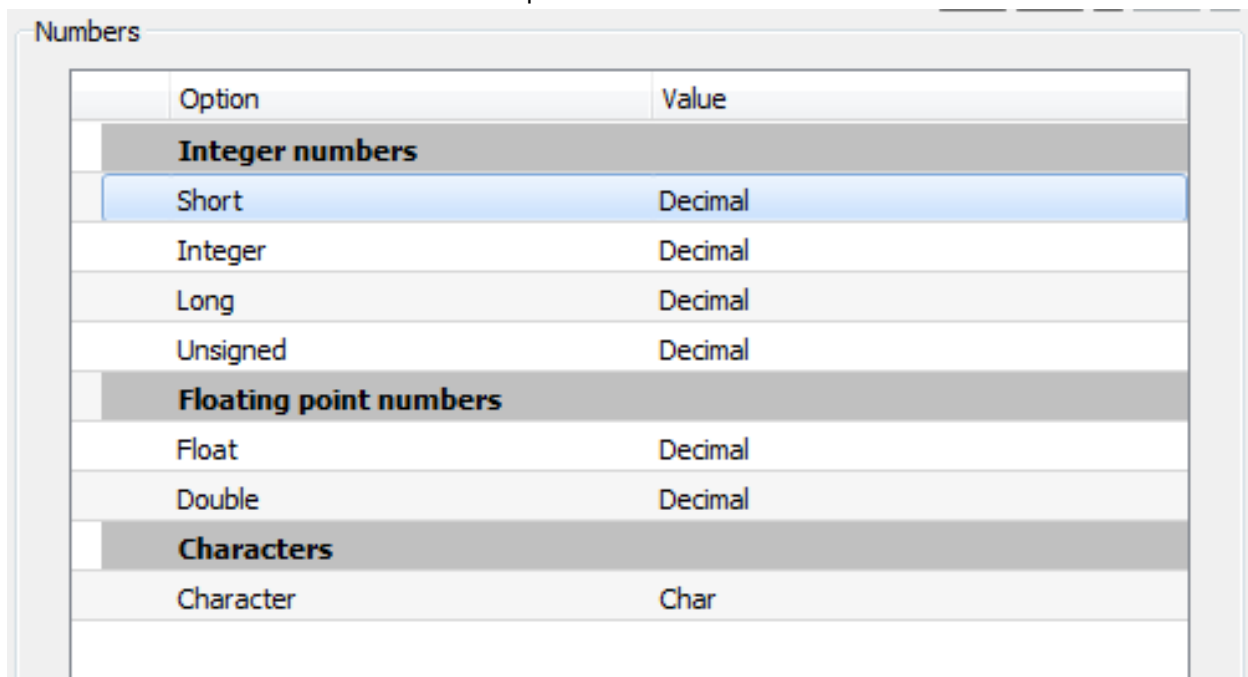 Numbers
Option Value
Integer numbers
Short Decimal
Integer Decimal
Long Decimal
Unsigned Decimal
Floating point numbers
Float Decimal
Double Decimal
Characters
Character Char